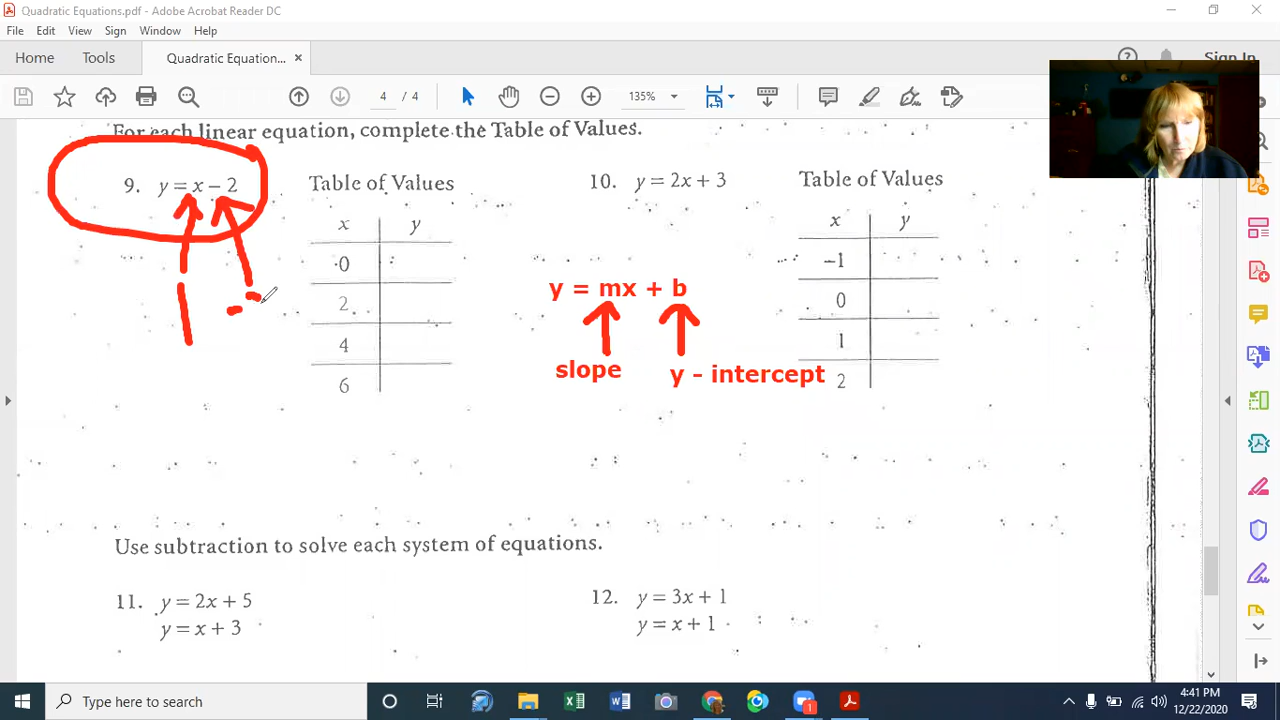 Quadratic Equations.pdf - Adobe Acrobat Reader DC
File Edit View Sign Window Help
Home Tools Quadratic Equation... × Sign In
4 / 4 135%
For each linear equation, complete the Table of Values.
9. y = x − 2 Table of Values
x y
0
2
4
6
10. y = 2x + 3 Table of Values
x y
−1
0
1
2
y = mx + b
slope y - intercept
1
Use subtraction to solve each system of equations.
11. y = 2x + 5
y = x + 3
12. y = 3x + 1
y = x + 1
Type here to search
4:41 PM
12/22/2020